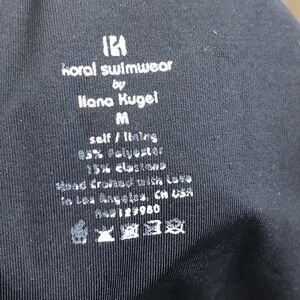 koral swimwear
by
Ilana Kugel
M
self / lining
Polyester
15% elastane
Hand Crafted with Love
in Los Angeles, CA USA